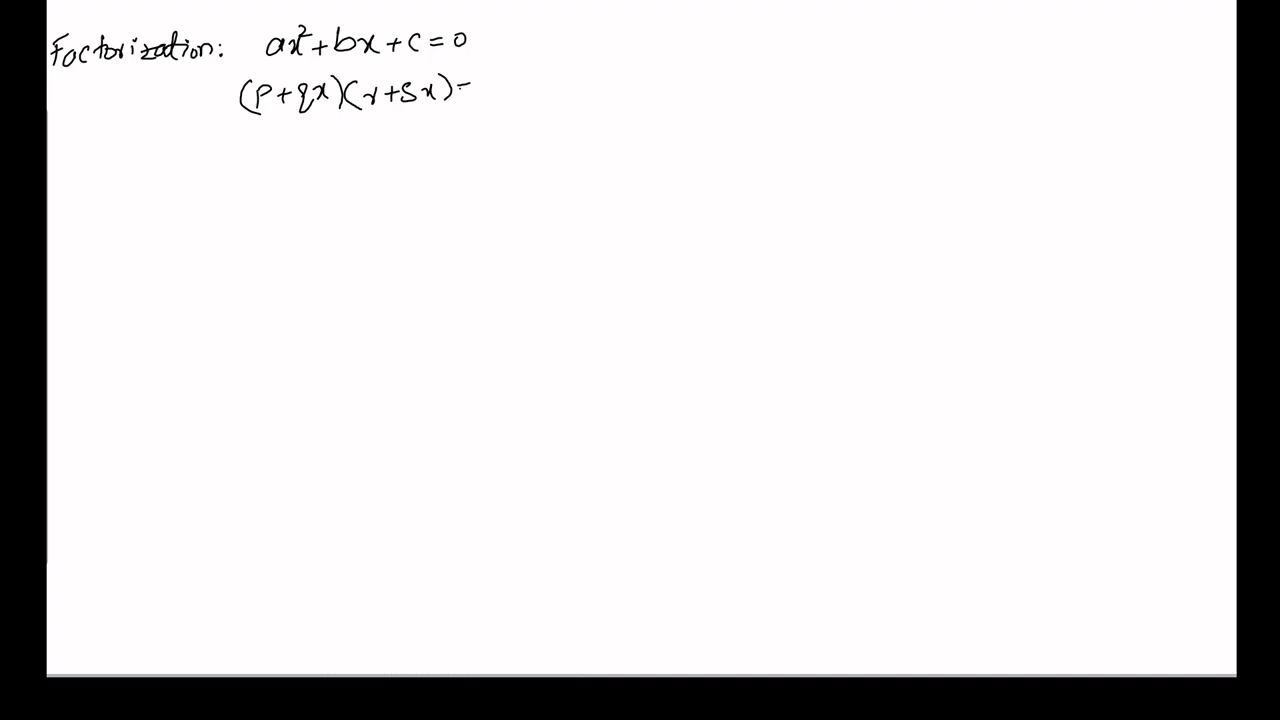 Factorization: ax²+bx+c=0
(p+qx)(r+sx)=